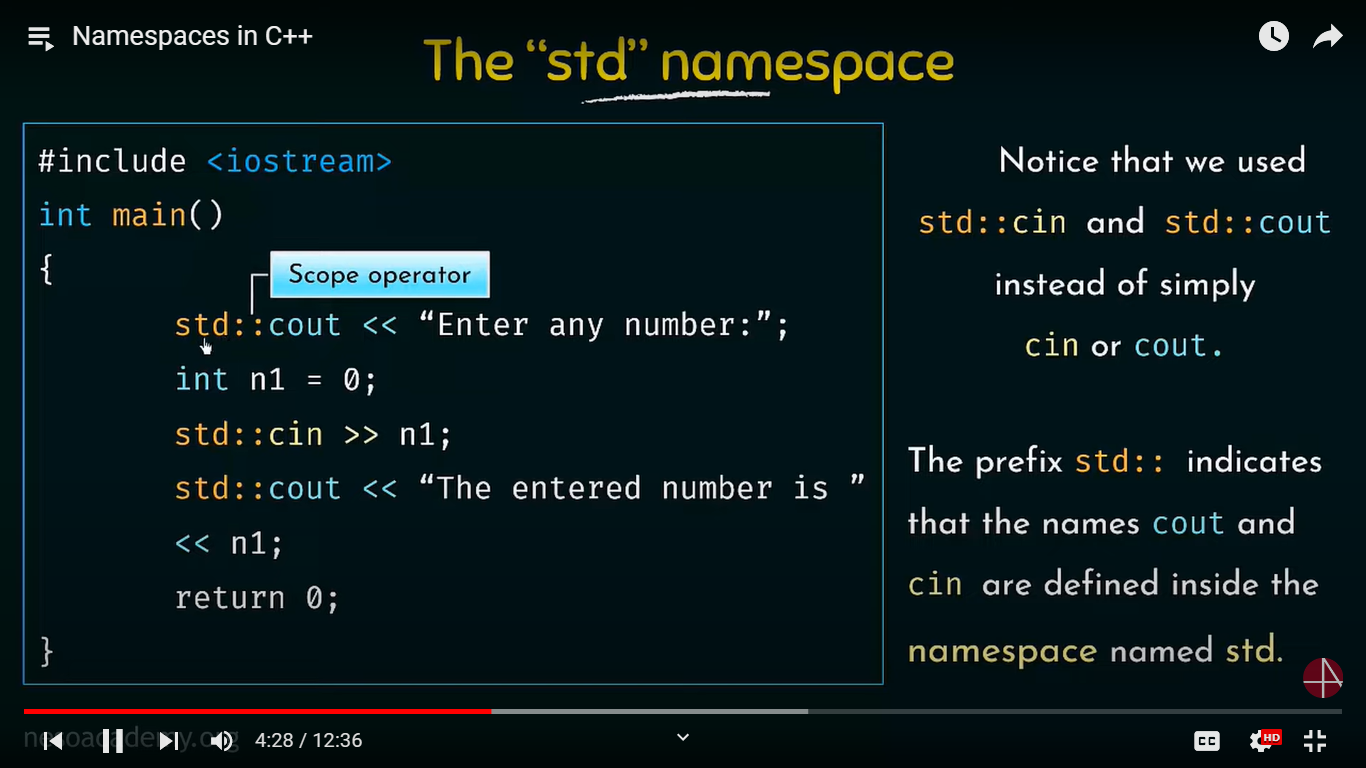 Namespaces in C++
The “std” namespace
#include <iostream>
int main()
{
Scope operator
std::cout << “Enter any number:”;
int n1 = 0;
std::cin >> n1;
std::cout << “The entered number is ”
<< n1;
return 0;
}
Notice that we used
std::cin and std::cout
instead of simply
cin or cout.
The prefix std:: indicates
that the names cout and
cin are defined inside the
namespace named std.
nesoacademy.org
4:28 / 12:36
CC
HD